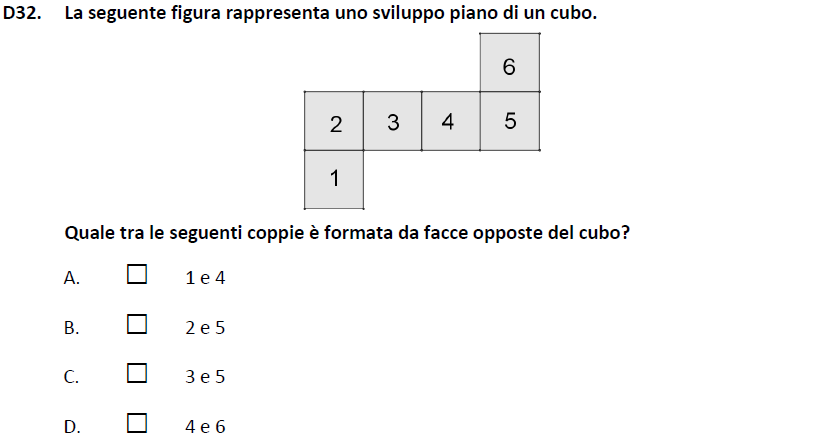 D32. La seguente figura rappresenta uno sviluppo piano di un cubo.
6
2 3 4 5
1
Quale tra le seguenti coppie è formata da facce opposte del cubo?
A. 1 e 4
B. 2 e 5
C. 3 e 5
D. 4 e 6